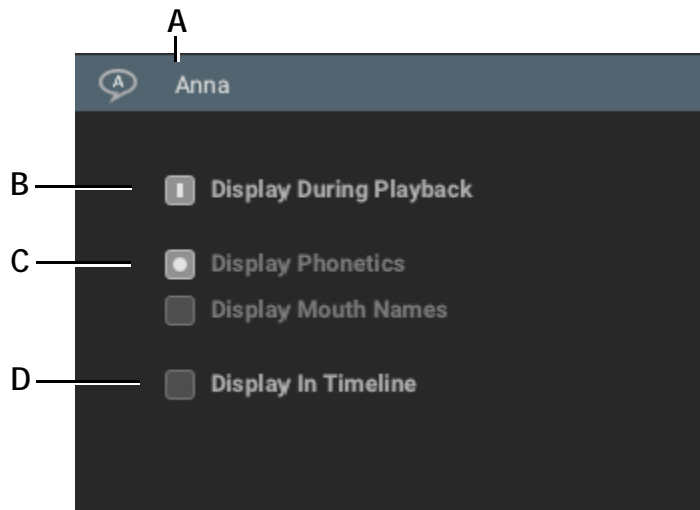 A
A Anna
B Display During Playback
C Display Phonetics
Display Mouth Names
D Display In Timeline